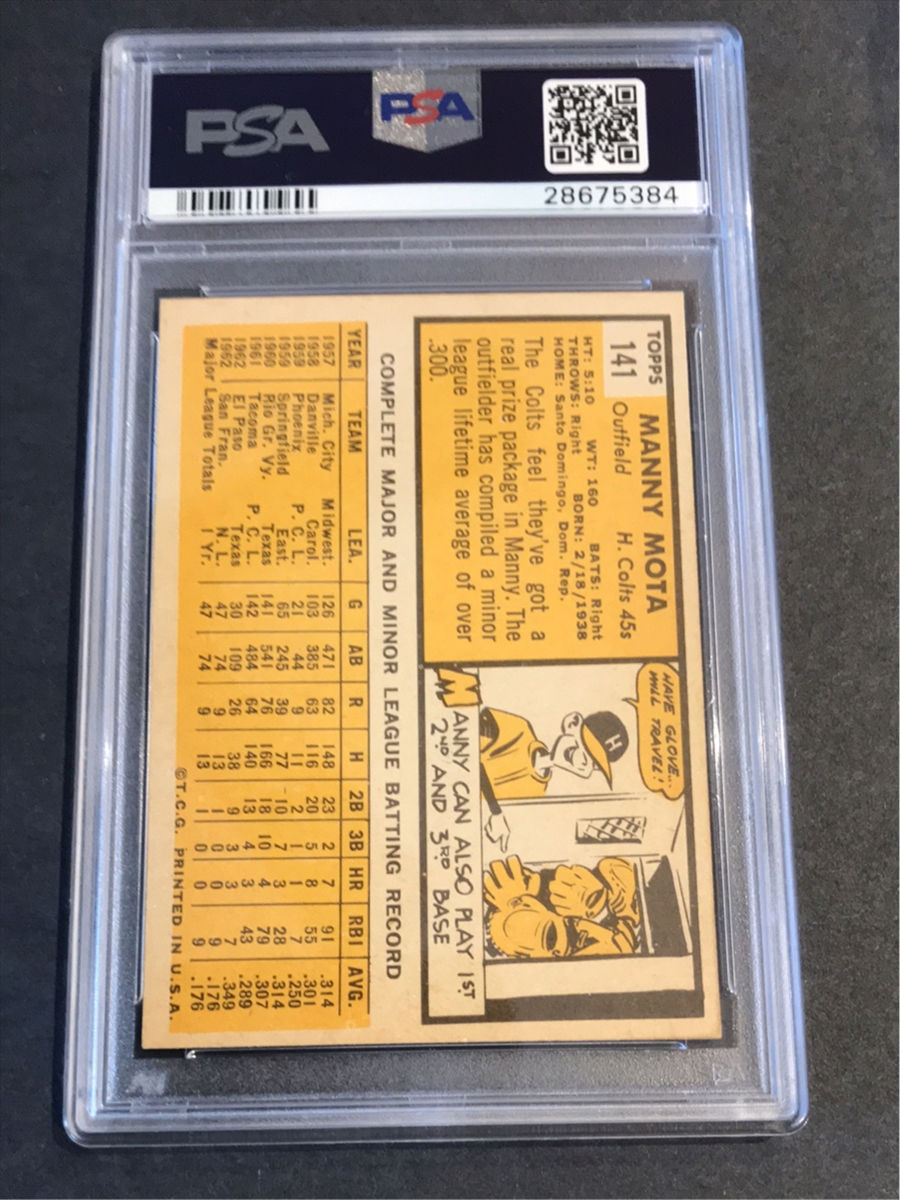 PSA
PSA
28675384
TOPPS
141
MANNY MOTA
Outfield H. Colts 45s
HT: 5:10 WT: 160 BATS: Right
THROWS: Right BORN: 2/18/1938
HOME: Santo Domingo, Dom. Rep.
The Colts feel they've got a
real prize package in Manny. The
outfielder has compiled a minor
league lifetime average of over
.300.
HAVE GLOVE...
WILL TRAVEL!
H
MANNY CAN ALSO PLAY 1ST
2ND AND 3RD BASE
COMPLETE MAJOR AND MINOR LEAGUE BATTING RECORD
YEAR TEAM LEA. G AB R H 2B 3B HR RBI AVG.
1957 Mich. City Midwest. 126 471 82 148 23 2 7 91 .314
1958 Danville Carol. 103 385 63 116 20 5 8 55 .301
1959 Phoenix P. C. L. 21 44 9 11 2 1 1 7 .250
1959 Springfield East. 65 245 39 77 10 7 3 28 .314
1960 Rio Gr. Vy. Texas 141 541 76 166 18 10 4 79 .307
1961 Tacoma P. C. L. 142 484 64 140 13 4 3 43 .289
1962 El Paso Texas 30 109 26 38 9 3 3 7 .349
1962 San Fran. N. L. 47 74 9 13 1 0 0 9 .176
Major League Totals 1 Yr. 47 74 9 13 1 0 0 9 .176
©T.C.G. PRINTED IN U.S.A.